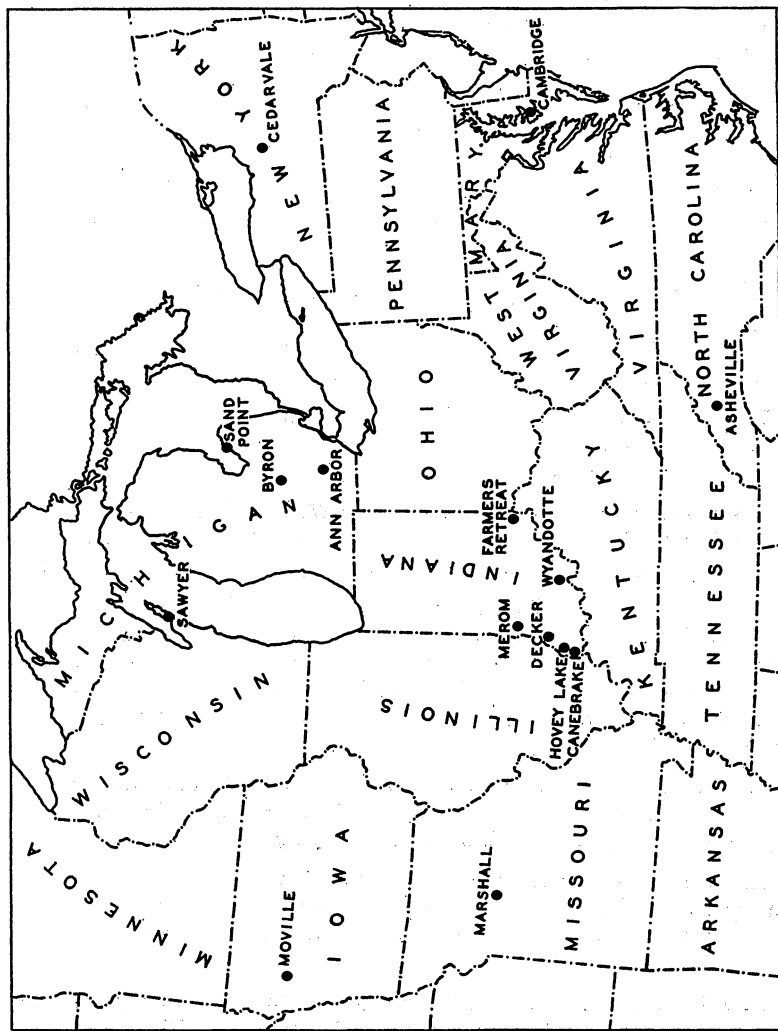 MINNESOTA
WISCONSIN
MICHIGAN
SAWYER
SAND
POINT
BYRON
ANN ARBOR
NEW YORK
CEDARVALE
MOVILLE
IOWA
ILLINOIS
INDIANA
OHIO
PENNSYLVANIA
MARY.
CAMBRIDGE
WEST
VIRGINIA
MARSHALL
MISSOURI
MEROM
DECKER
HOVEY LAKE
CANEBRAKE
FARMERS
RETREAT
WYANDOTTE
KENTUCKY
VIRGINIA
ARKANSAS
TENNESSEE
NORTH CAROLINA
ASHEVILLE